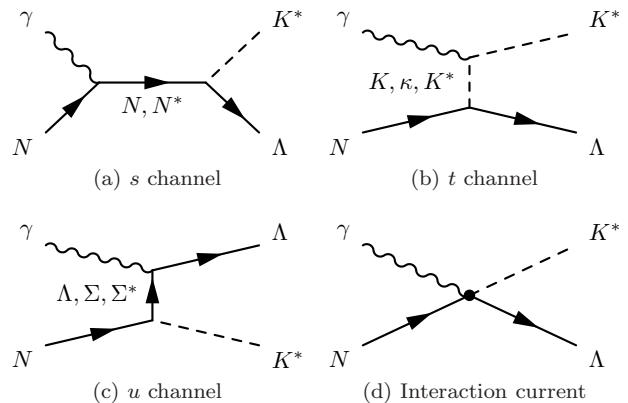 γ K*
N, N*
N Λ
(a) s channel
γ K*
K, κ, K*
N Λ
(b) t channel
γ Λ
Λ, Σ, Σ*
N K*
(c) u channel
γ K*
N Λ
(d) Interaction current